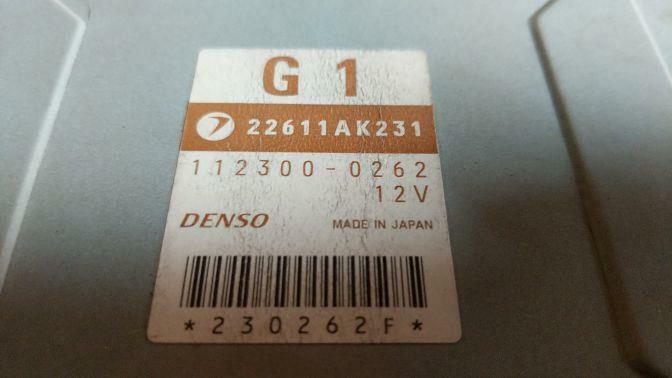 G 1
22611AK231
112300-0262
12V
DENSO MADE IN JAPAN
*230262F*